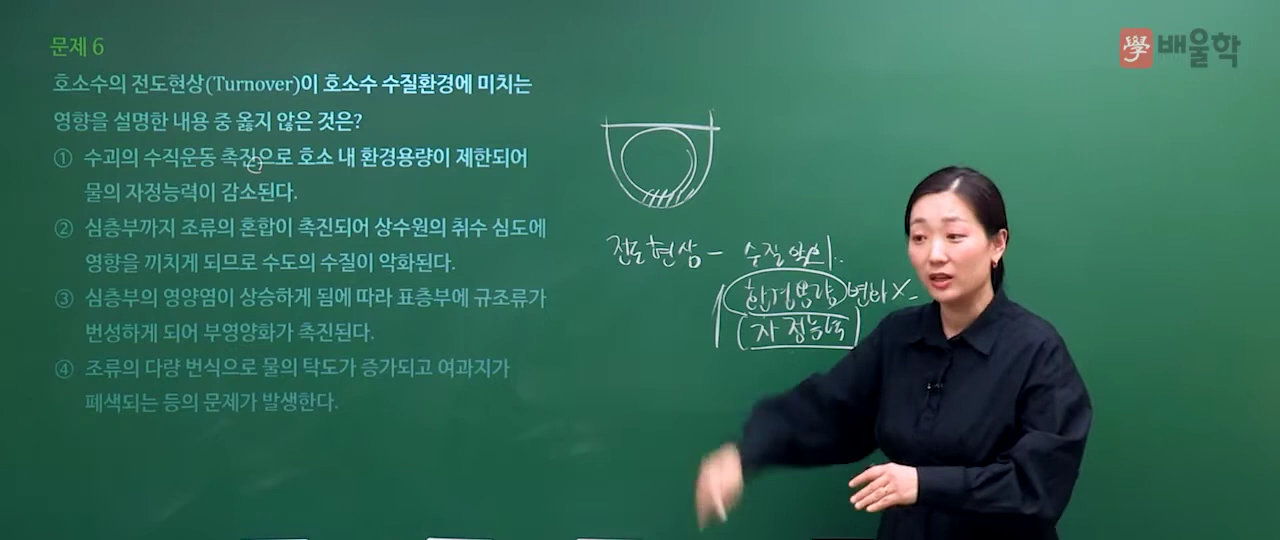 學 배울학
문제 6
호소수의 전도현상(Turnover)이 호소수 수질환경에 미치는
영향을 설명한 내용 중 옳지 않은 것은?
① 수괴의 수직운동 촉진으로 호소 내 환경용량이 제한되어
물의 자정능력이 감소된다.
② 심층부까지 조류의 혼합이 촉진되어 상수원의 취수 심도에
영향을 끼치게 되므로 수도의 수질이 악화된다.
③ 심층부의 영양염이 상승하게 됨에 따라 표층부에 규조류가
번성하게 되어 부영양화가 촉진된다.
④ 조류의 다량 번식으로 물의 탁도가 증가되고 여과지가
폐색되는 등의 문제가 발생한다.
전도현상 - 수질 악화..
환경용량 변화 X
자정능력